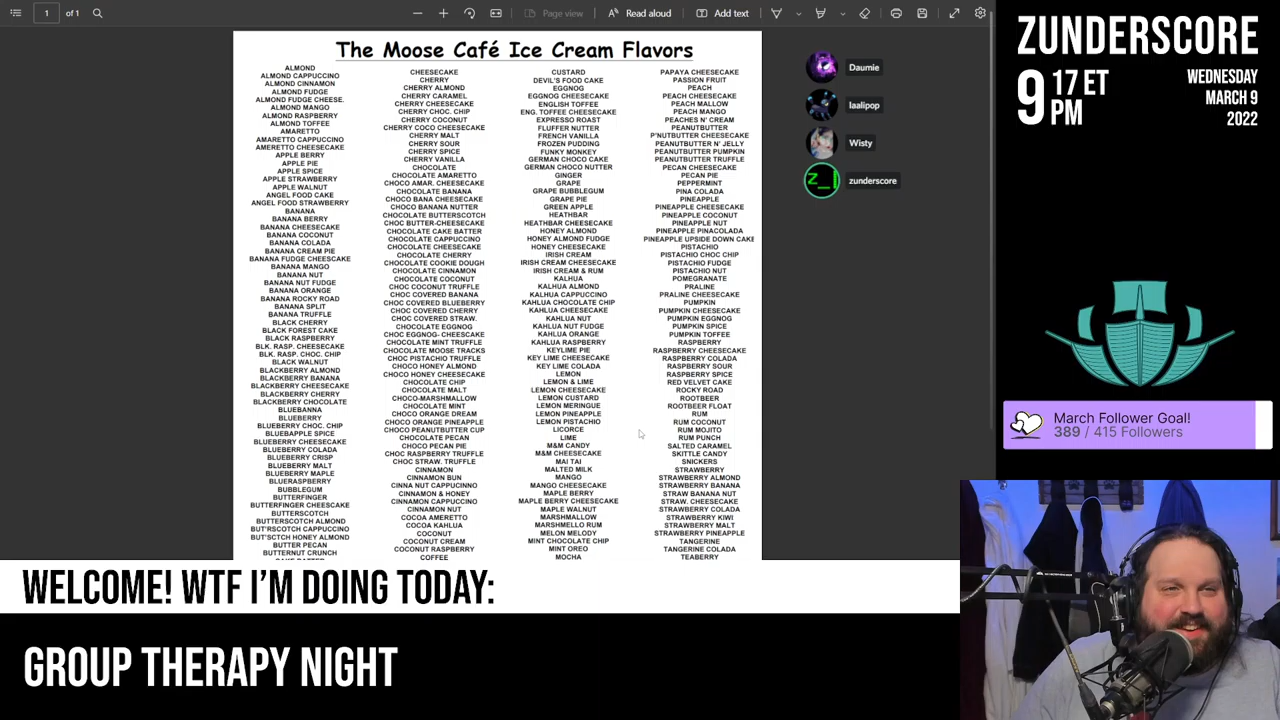 1 of 1
Page view
Read aloud
Add text
The Moose Café Ice Cream Flavors
ALMOND
ALMOND CAPPUCCINO
ALMOND CINNAMON
ALMOND FUDGE
ALMOND FUDGE CHEESE.
ALMOND MANGO
ALMOND RASPBERRY
ALMOND TOFFEE
AMARETTO
AMARETTO CAPPUCCINO
AMERETTO CHEESECAKE
APPLE BERRY
APPLE PIE
APPLE SPICE
APPLE STRAWBERRY
APPLE WALNUT
ANGEL FOOD CAKE
ANGEL FOOD STRAWBERRY
BANANA
BANANA BERRY
BANANA CHEESECAKE
BANANA COCONUT
BANANA COLADA
BANANA CREAM PIE
BANANA FUDGE CHEESCAKE
BANANA MANGO
BANANA NUT
BANANA NUT FUDGE
BANANA ORANGE
BANANA ROCKY ROAD
BANANA SPLIT
BANANA TRUFFLE
BLACK CHERRY
BLACK FOREST CAKE
BLACK RASPBERRY
BLK. RASP. CHEESECAKE
BLK. RASP. CHOC. CHIP
BLACK WALNUT
BLACKBERRY ALMOND
BLACKBERRY BANANA
BLACKBERRY CHEESECAKE
BLACKBERRY CHERRY
BLACKBERRY CHOCOLATE
BLUEBANNA
BLUEBERRY
BLUEBERRY CHOC. CHIP
BLUEBAPPLE SPICE
BLUEBERRY CHEESECAKE
BLUEBERRY COLADA
BLUEBERRY CRISP
BLUEBERRY MALT
BLUEBERRY MAPLE
BLUERASPBERRY
BUBBLEGUM
BUTTERFINGER
BUTTERFINGER CHEESCAKE
BUTTERSCOTCH
BUTTERSCOTCH ALMOND
BUT'RSCOTCH CAPPUCCINO
BUT'SCTCH HONEY ALMOND
BUTTER PECAN
BUTTERNUT CRUNCH
CHEESECAKE
CHERRY
CHERRY ALMOND
CHERRY CARAMEL
CHERRY CHEESECAKE
CHERRY CHOC. CHIP
CHERRY COCONUT
CHERRY COCO CHEESECAKE
CHERRY MALT
CHERRY SOUR
CHERRY SPICE
CHERRY VANILLA
CHOCOLATE
CHOCOLATE AMARETTO
CHOCO AMAR. CHEESECAKE
CHOCOLATE BANANA
CHOCO BANA CHEESECAKE
CHOCO BANANA NUTTER
CHOCOLATE BUTTERSCOTCH
CHOC BUTTER-CHEESECAKE
CHOCOLATE CAKE BATTER
CHOCOLATE CAPPUCCINO
CHOCOLATE CHEESECAKE
CHOCOLATE CHERRY
CHOCOLATE COOKIE DOUGH
CHOCOLATE CINNAMON
CHOCOLATE COCONUT
CHOC COCONUT TRUFFLE
CHOC COVERED BANANA
CHOC COVERED BLUEBERRY
CHOC COVERED CHERRY
CHOC COVERED STRAW.
CHOCOLATE EGGNOG
CHOC EGGNOG- CHEESCAKE
CHOCOLATE MINT TRUFFLE
CHOCOLATE MOOSE TRACKS
CHOC PISTACHIO TRUFFLE
CHOCO HONEY ALMOND
CHOCO HONEY CHEESECAKE
CHOCOLATE CHIP
CHOCOLATE MALT
CHOCO-MARSHMALLOW
CHOCOLATE MINT
CHOCO ORANGE DREAM
CHOCO ORANGE PINEAPPLE
CHOCO PEANUTBUTTER CUP
CHOCOLATE PECAN
CHOCO PECAN PIE
CHOC RASPBERRY TRUFFLE
CHOC STRAW. TRUFFLE
CINNAMON
CINNAMON BUN
CINNA NUT CAPPUCINNO
CINNAMON & HONEY
CINNAMON CAPPUCCINO
CINNAMON NUT
COCOA AMERETTO
COCOA KAHLUA
COCONUT
COCONUT CREAM
COCONUT RASPBERRY
COFFEE
CUSTARD
DEVIL'S FOOD CAKE
EGGNOG
EGGNOG CHEESECAKE
ENGLISH TOFFEE
ENG. TOFFEE CHEESECAKE
EXPRESSO ROAST
FLUFFER NUTTER
FRENCH VANILLA
FROZEN PUDDING
FUNKY MONKEY
GERMAN CHOCO CAKE
GERMAN CHOCO NUTTER
GINGER
GRAPE
GRAPE BUBBLEGUM
GRAPE PIE
GREEN APPLE
HEATHBAR
HEATHBAR CHEESECAKE
HONEY ALMOND
HONEY ALMOND FUDGE
HONEY CHEESECAKE
IRISH CREAM
IRISH CREAM CHEESECAKE
IRISH CREAM & RUM
KALHUA
KALHUA ALMOND
KALHUA CAPPUCCINO
KAHLUA CHOCOLATE CHIP
KAHLUA CHEESECAKE
KAHLUA NUT
KAHLUA NUT FUDGE
KAHLUA ORANGE
KAHLUA RASPBERRY
KEYLIME PIE
KEY LIME CHEESECAKE
KEY LIME COLADA
LEMON
LEMON & LIME
LEMON CHEESECAKE
LEMON CUSTARD
LEMON MERINGUE
LEMON PINEAPPLE
LEMON PISTACHIO
LICORCE
LIME
M&M CANDY
M&M CHEESECAKE
MAI TAI
MALTED MILK
MANGO
MANGO CHEESECAKE
MAPLE BERRY
MAPLE BERRY CHEESECAKE
MAPLE WALNUT
MARSHMALLOW
MARSHMELLO RUM
MELON MELODY
MINT CHOCOLATE CHIP
MINT OREO
MOCHA
PAPAYA CHEESECAKE
PASSION FRUIT
PEACH
PEACH CHEESECAKE
PEACH MALLOW
PEACH MANGO
PEACHES N' CREAM
PEANUTBUTTER
P'NUTBUTTER CHEESECAKE
PEANUTBUTTER N' JELLY
PEANUTBUTTER PUMPKIN
PEANUTBUTTER TRUFFLE
PECAN CHEESECAKE
PECAN PIE
PEPPERMINT
PINA COLADA
PINEAPPLE
PINEAPPLE CHEESECAKE
PINEAPPLE COCONUT
PINEAPPLE NUT
PINEAPPLE PINACOLADA
PINEAPPLE UPSIDE DOWN CAKE
PISTACHIO
PISTACHIO CHOC CHIP
PISTACHIO FUDGE
PISTACHIO NUT
POMEGRANATE
PRALINE
PRALINE CHEESECAKE
PUMPKIN
PUMPKIN CHEESECAKE
PUMPKIN EGGNOG
PUMPKIN SPICE
PUMPKIN TOFFEE
RASPBERRY
RASPBERRY CHEESECAKE
RASPBERRY COLADA
RASPBERRY SOUR
RASPBERRY SPICE
RED VELVET CAKE
ROCKY ROAD
ROOTBEER
ROOTBEER FLOAT
RUM
RUM COCONUT
RUM MOJITO
RUM PUNCH
SALTED CARAMEL
SKITTLE CANDY
SNICKERS
STRAWBERRY
STRAWBERRY ALMOND
STRAWBERRY BANANA
STRAW BANANA NUT
STRAW. CHEESECAKE
STRAWBERRY COLADA
STRAWBERRY KIWI
STRAWBERRY MALT
STRAWBERRY PINEAPPLE
TANGERINE
TANGERINE COLADA
TEABERRY
Daumie
laalipop
Wisty
z_
zunderscore
ZUNDERSCORE
9 17 ET PM
WEDNESDAY
MARCH 9
2022
March Follower Goal!
389 / 415 Followers
WELCOME! WTF I'M DOING TODAY:
GROUP THERAPY NIGHT